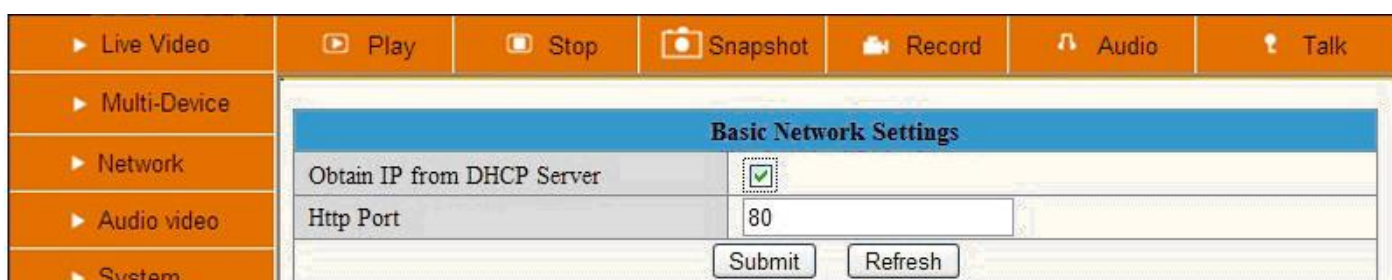 Live Video
Play
Stop
Snapshot
Record
Audio
Talk
Multi-Device
Network
Audio video
System
Basic Network Settings
Obtain IP from DHCP Server
Http Port
80
Submit
Refresh